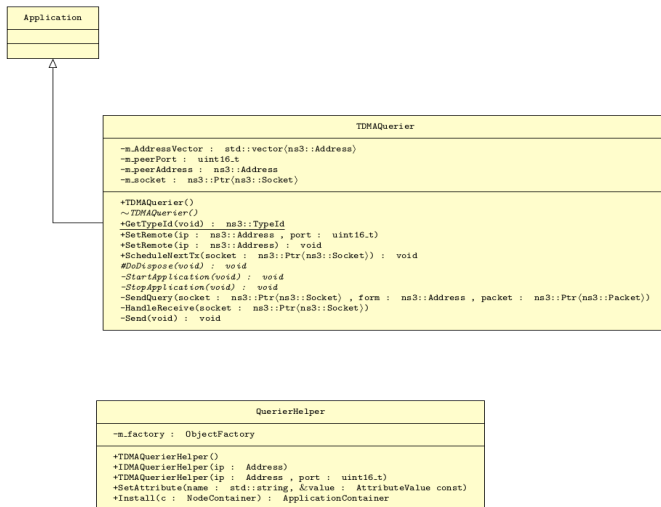 Application
TDMAQuerier
-m_AddressVector : std::vector⟨ns3::Address⟩
-m_peerPort : uint16_t
-m_peerAddress : ns3::Address
-m_socket : ns3::Ptr⟨ns3::Socket⟩
+TDMAQuerier()
~TDMAQuerier()
+GetTypeId(void) : ns3::TypeId
+SetRemote(ip : ns3::Address , port : uint16_t)
+SetRemote(ip : ns3::Address) : void
+ScheduleNextTx(socket : ns3::Ptr⟨ns3::Socket⟩) : void
#DoDispose(void) : void
-StartApplication(void) : void
-StopApplication(void) : void
-SendQuery(socket : ns3::Ptr⟨ns3::Socket⟩ , form : ns3::Address , packet : ns3::Ptr⟨ns3::Packet⟩)
-HandleReceive(socket : ns3::Ptr⟨ns3::Socket⟩)
-Send(void) : void
QuerierHelper
-m_factory : ObjectFactory
+TDMAQuerierHelper()
+IDMAQuerierHelper(ip : Address)
+TDMAQuerierHelper(ip : Address , port : uint16_t)
+SetAttribute(name : std::string, &value : AttributeValue const)
+Install(c : NodeContainer) : ApplicationContainer